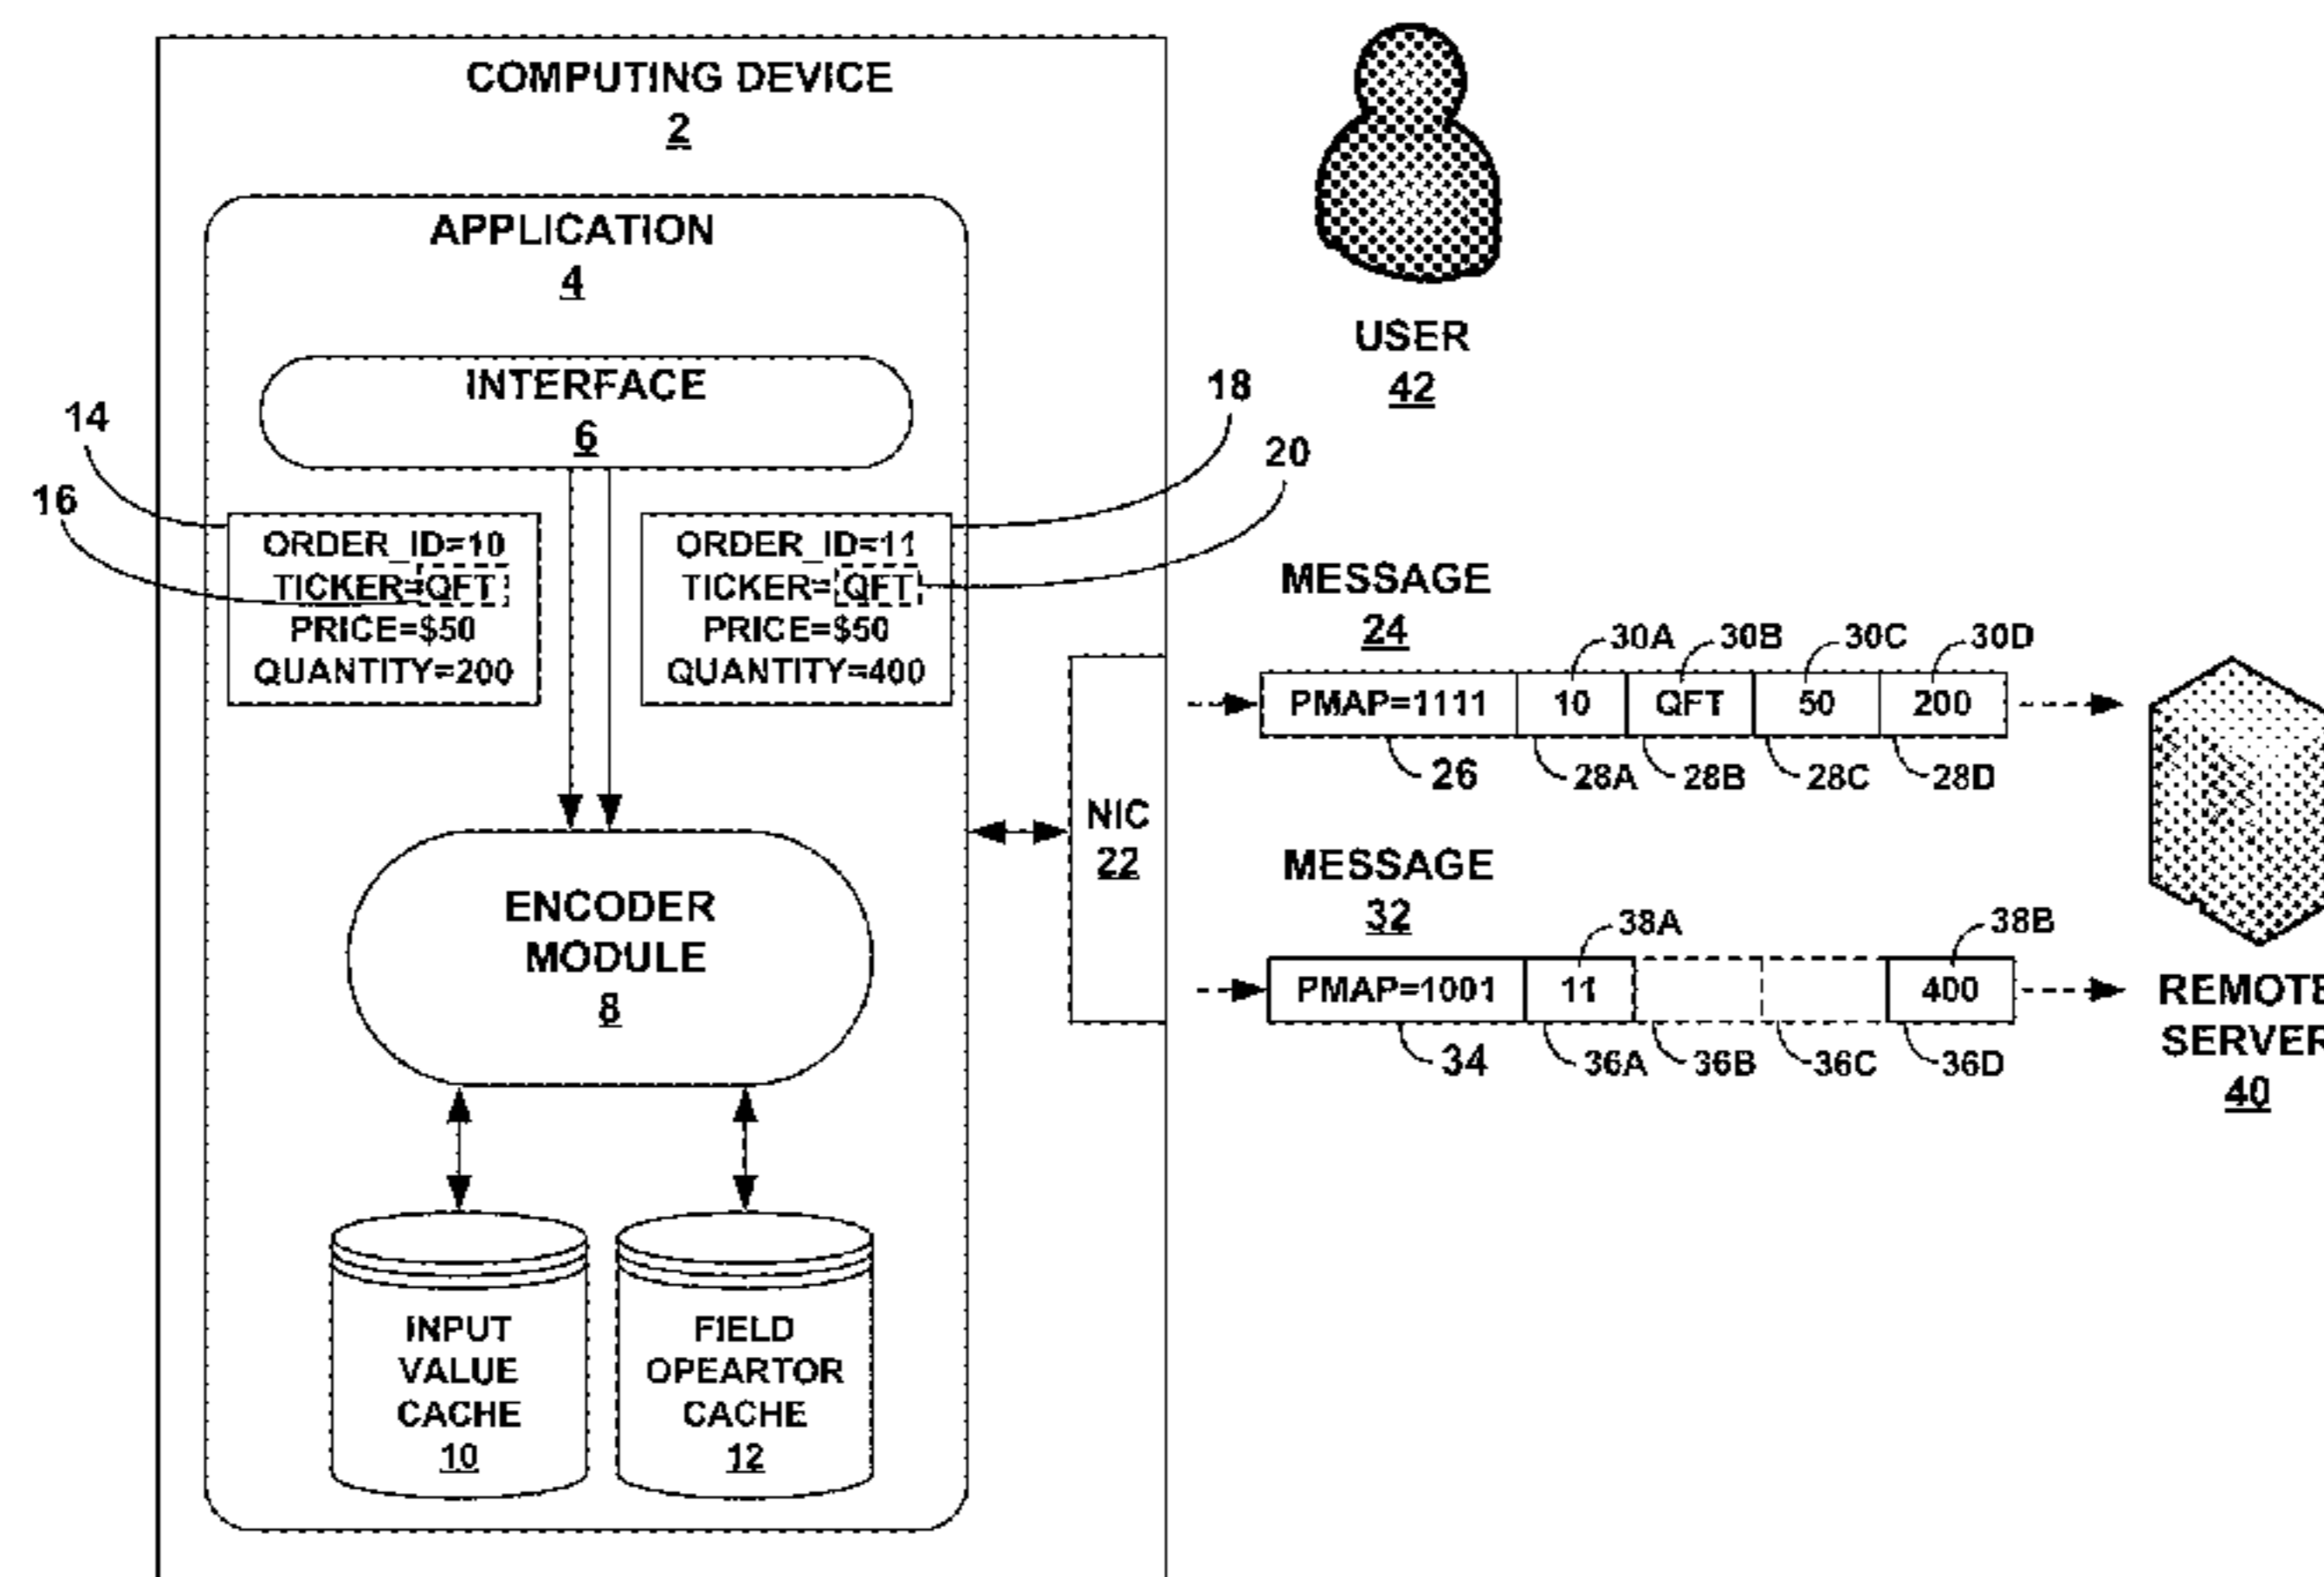 COMPUTING DEVICE
2
APPLICATION
4
INTERFACE
6
14
16
18
20
ORDER_ID=10
TICKER=QFT
PRICE=$50
QUANTITY=200
ORDER_ID=11
TICKER=QFT
PRICE=$50
QUANTITY=400
ENCODER
MODULE
8
INPUT
VALUE
CACHE
10
FIELD
OPEARTOR
CACHE
12
NIC
22
USER
42
MESSAGE
24
30A 30B 30C 30D
PMAP=1111 10 QFT 50 200
26 28A 28B 28C 28D
MESSAGE
32
38A 38B
PMAP=1001 11 400
34 36A 36B 36C 36D
REMOTE
SERVER
40